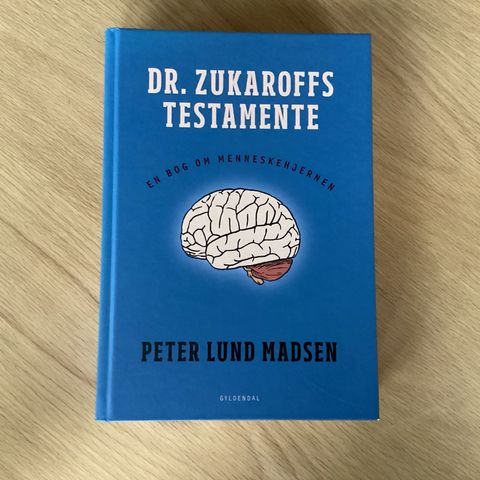 DR. ZUKAROFFS
TESTAMENTE
EN BOG OM MENNESKEHJERNEN
PETER LUND MADSEN
GYLDENDAL